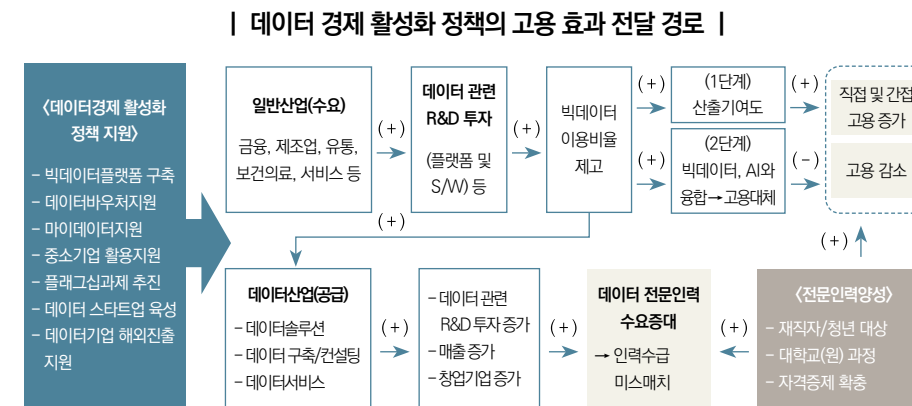 | 데이터 경제 활성화 정책의 고용 효과 전달 경로 |
〈데이터경제 활성화
정책 지원〉
- 빅데이터플랫폼 구축
- 데이터바우처지원
- 마이데이터지원
- 중소기업 활용지원
- 플래그십과제 추진
- 데이터 스타트업 육성
- 데이터기업 해외진출
지원
일반산업(수요)
금융, 제조업, 유통,
보건의료, 서비스 등
(+)
데이터 관련
R&D 투자
(플랫폼 및
S/W) 등
(+)
빅데이터
이용비율
제고
(+)
(1단계)
산출기여도
(+)
직접 및 간접
고용 증가
(+)
(2단계)
빅데이터, AI와
융합→고용대체
(-)
고용 감소
(+)
(+)
데이터산업(공급)
- 데이터솔루션
- 데이터 구축/컨설팅
- 데이터서비스
(+)
- 데이터 관련
R&D 투자 증가
- 매출 증가
- 창업기업 증가
(+)
데이터 전문인력
수요증대
→ 인력수급
미스매치
(+)
〈전문인력양성〉
- 재직자/청년 대상
- 대학교(원) 과정
- 자격증제 확충